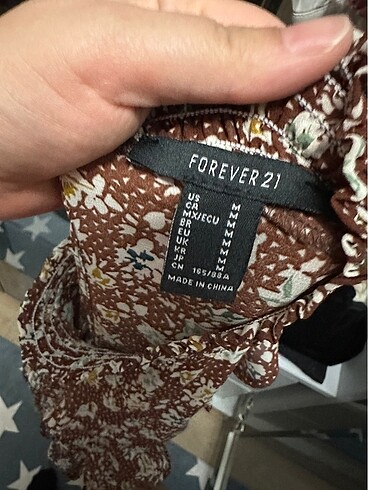 FOREVER 21
US M
CA M
MX/ECU M
BR M
EU M
UK M
KR M
JP M
CN 165/88A
MADE IN CHINA